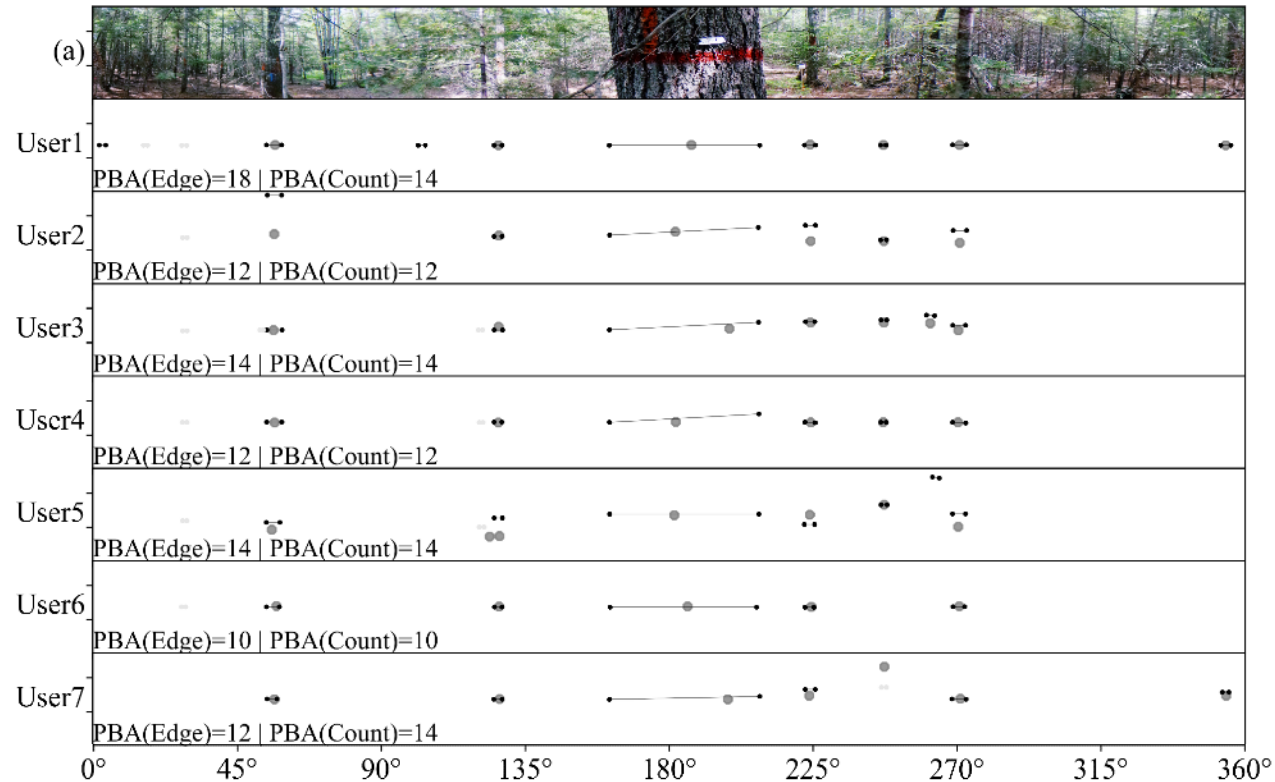 (a)
User1
PBA(Edge)=18 | PBA(Count)=14
User2
PBA(Edge)=12 | PBA(Count)=12
User3
PBA(Edge)=14 | PBA(Count)=14
User4
PBA(Edge)=12 | PBA(Count)=12
User5
PBA(Edge)=14 | PBA(Count)=14
User6
PBA(Edge)=10 | PBA(Count)=10
User7
PBA(Edge)=12 | PBA(Count)=14
0° 45° 90° 135° 180° 225° 270° 315° 360°